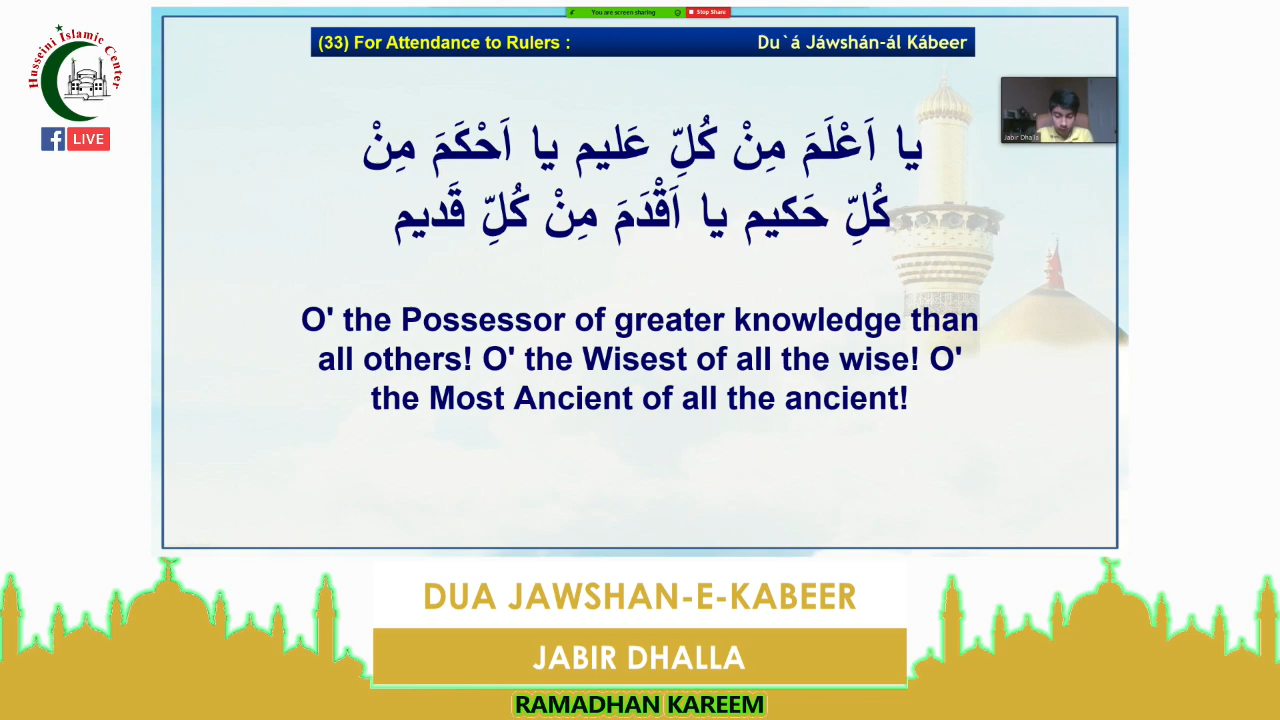 You are screen sharing
Stop Share
Husseini Islamic Center
f LIVE
(33) For Attendance to Rulers :
Du`á Jáwshán-ál Kábeer
Jabir Dhalla
يا اَعْلَمَ مِنْ كُلِّ عَليم يا اَحْكَمَ مِنْ
كُلِّ حَكيم يا اَقْدَمَ مِنْ كُلِّ قَديم
O' the Possessor of greater knowledge than
all others! O' the Wisest of all the wise! O'
the Most Ancient of all the ancient!
DUA JAWSHAN-E-KABEER
JABIR DHALLA
RAMADHAN KAREEM